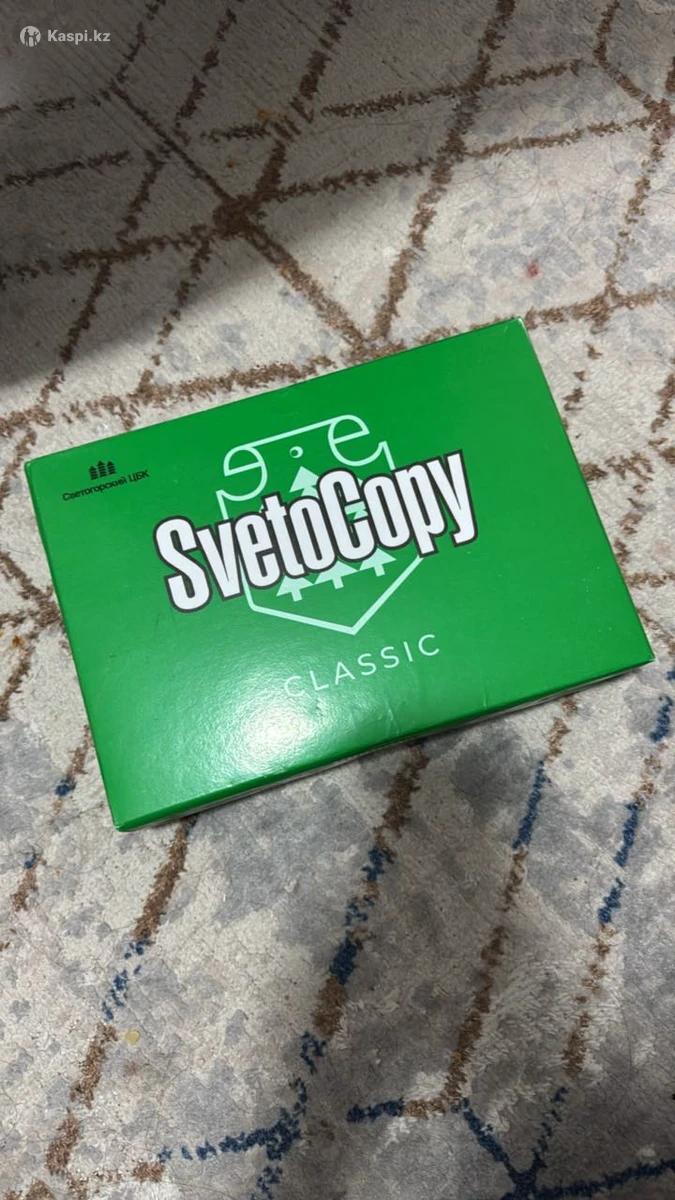 Kaspi.kz
Светогорский ЦБК
SvetoCopy
CLASSIC